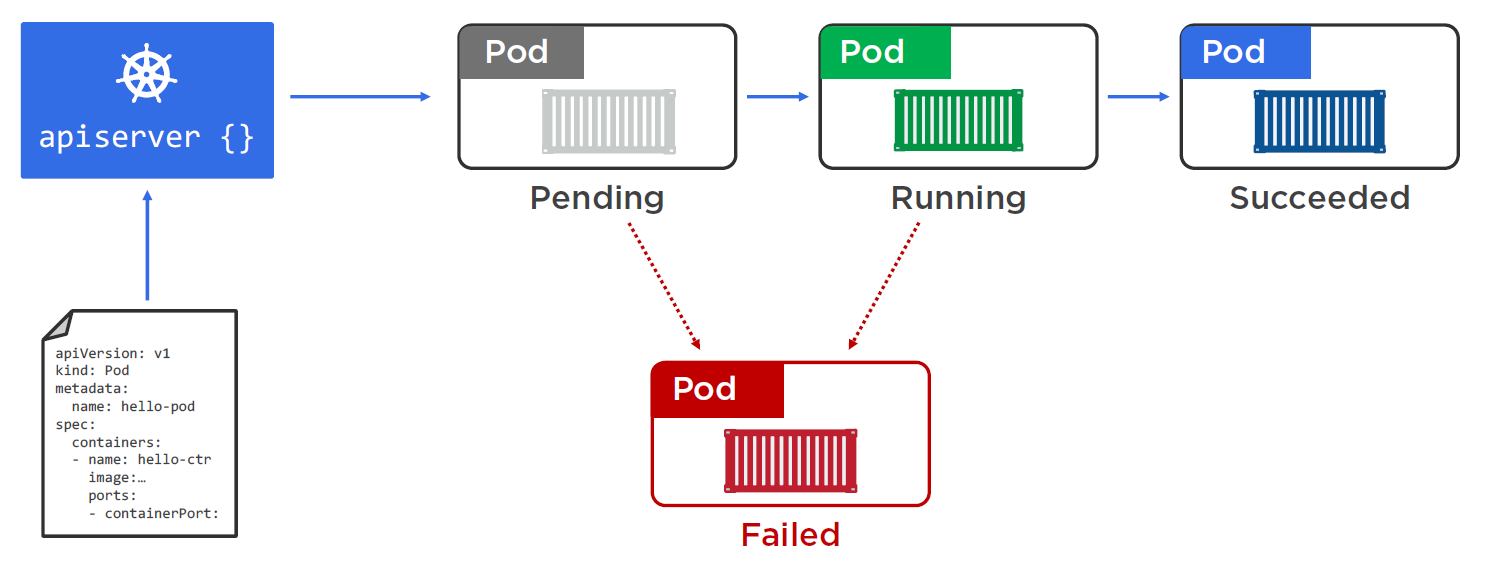 apiserver {}
Pod
Pending
Pod
Running
Pod
Succeeded
apiVersion: v1
kind: Pod
metadata:
  name: hello-pod
spec:
  containers:
  - name: hello-ctr
    image:…
    ports:
    - containerPort:
Pod
Failed